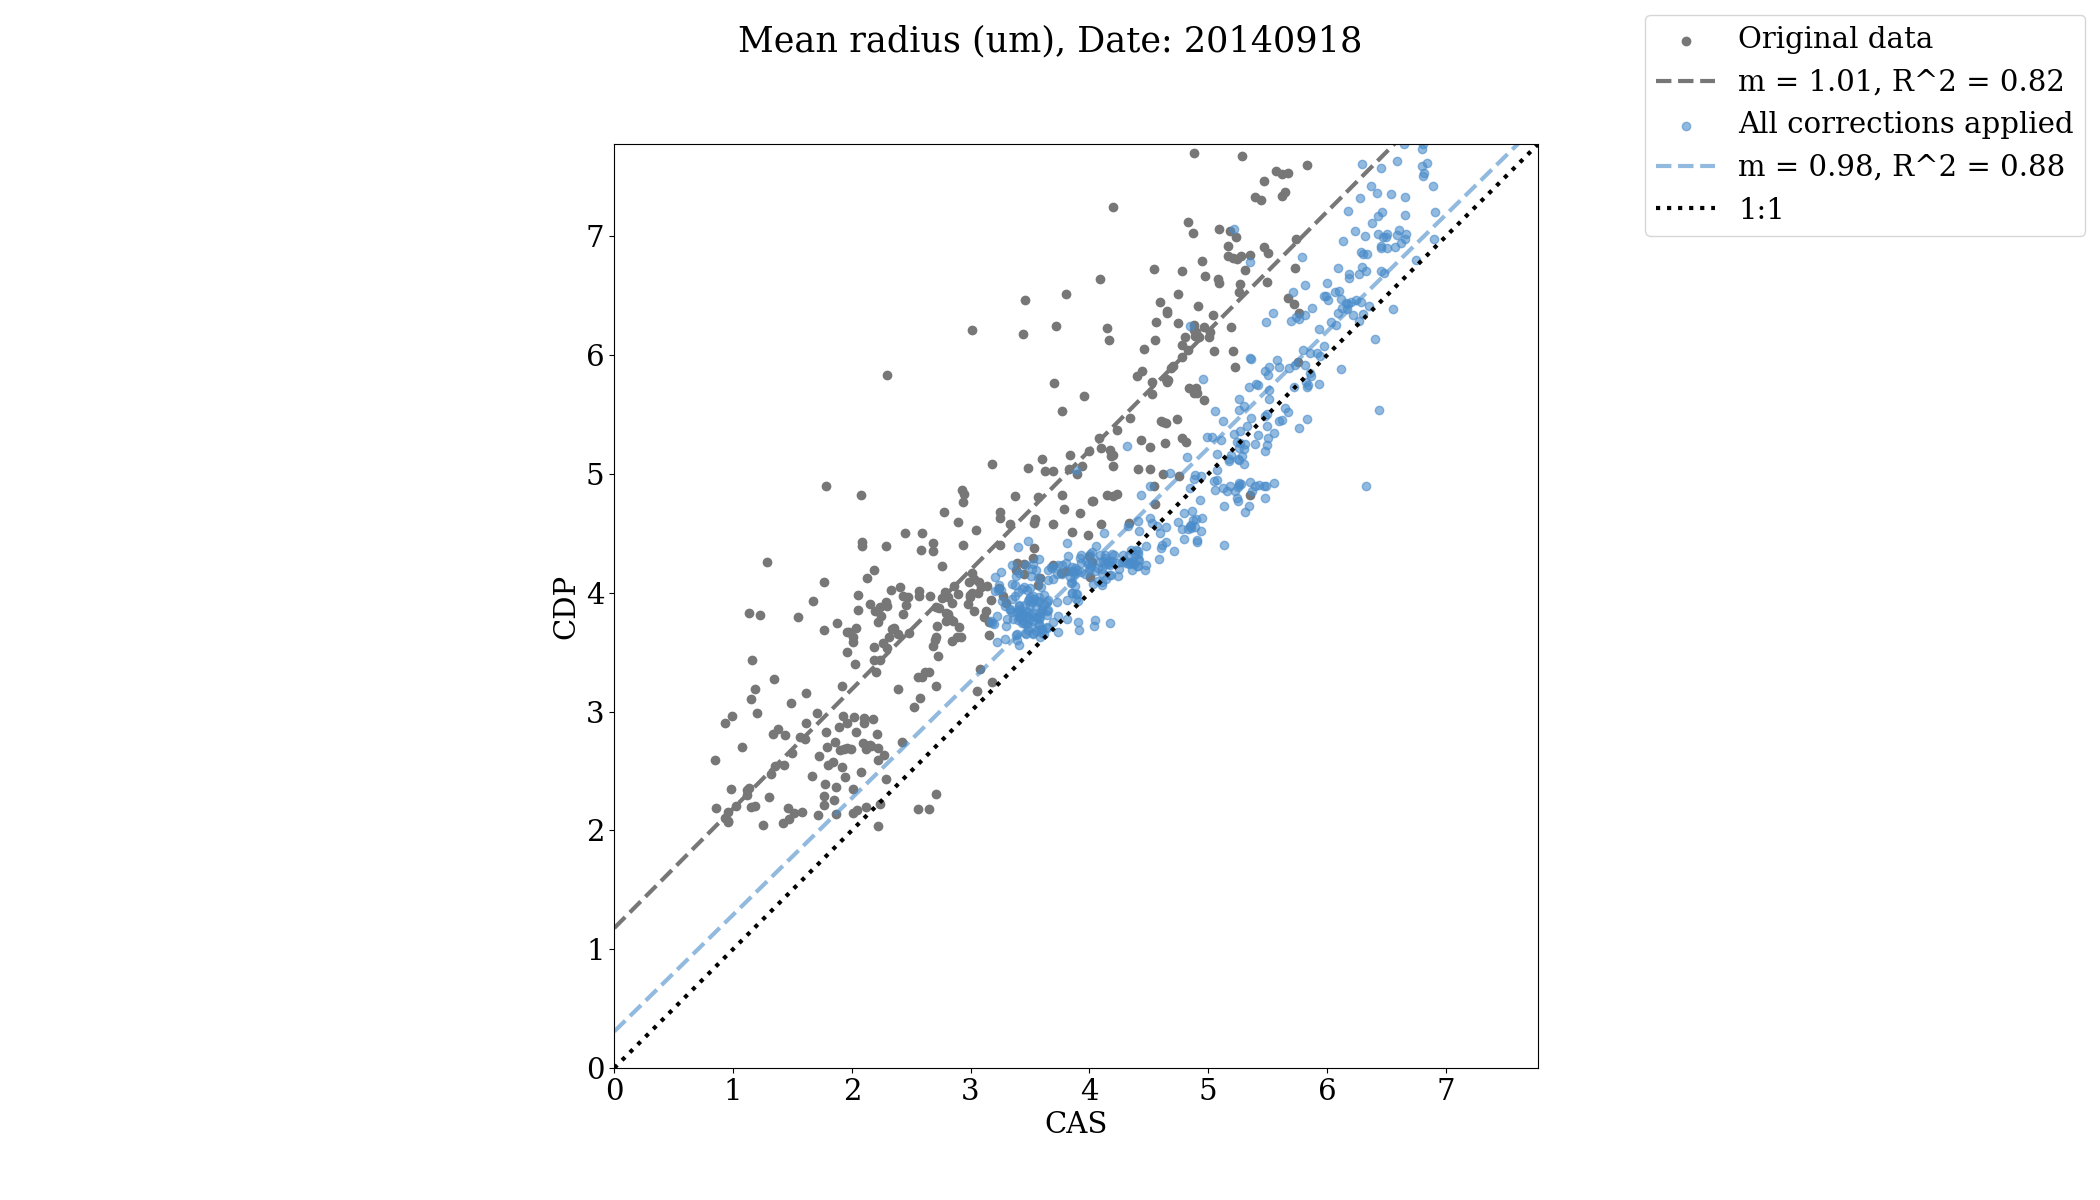 Mean radius (um), Date: 20140918
Original data
m = 1.01, R^2 = 0.82
All corrections applied
m = 0.98, R^2 = 0.88
1:1
7
6
5
4
3
2
1
0
CDP
0 1 2 3 4 5 6 7
CAS